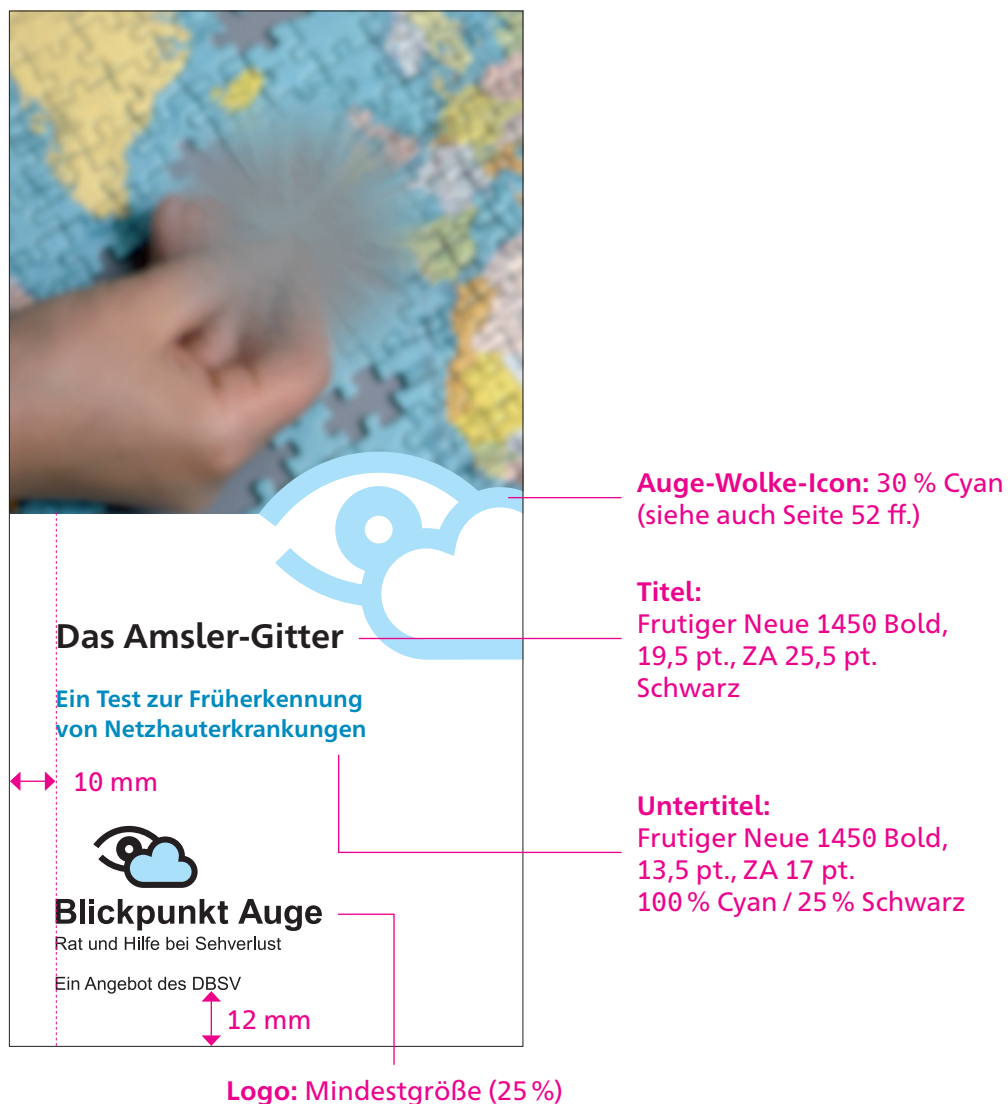 Auge-Wolke-Icon: 30 % Cyan
(siehe auch Seite 52 ff.)
Titel:
Frutiger Neue 1450 Bold,
19,5 pt., ZA 25,5 pt.
Schwarz
Das Amsler-Gitter
Ein Test zur Früherkennung
von Netzhauterkrankungen
10 mm
Untertitel:
Frutiger Neue 1450 Bold,
13,5 pt., ZA 17 pt.
100 % Cyan / 25 % Schwarz
Blickpunkt Auge
Rat und Hilfe bei Sehverlust
Ein Angebot des DBSV
12 mm
Logo: Mindestgröße (25 %)